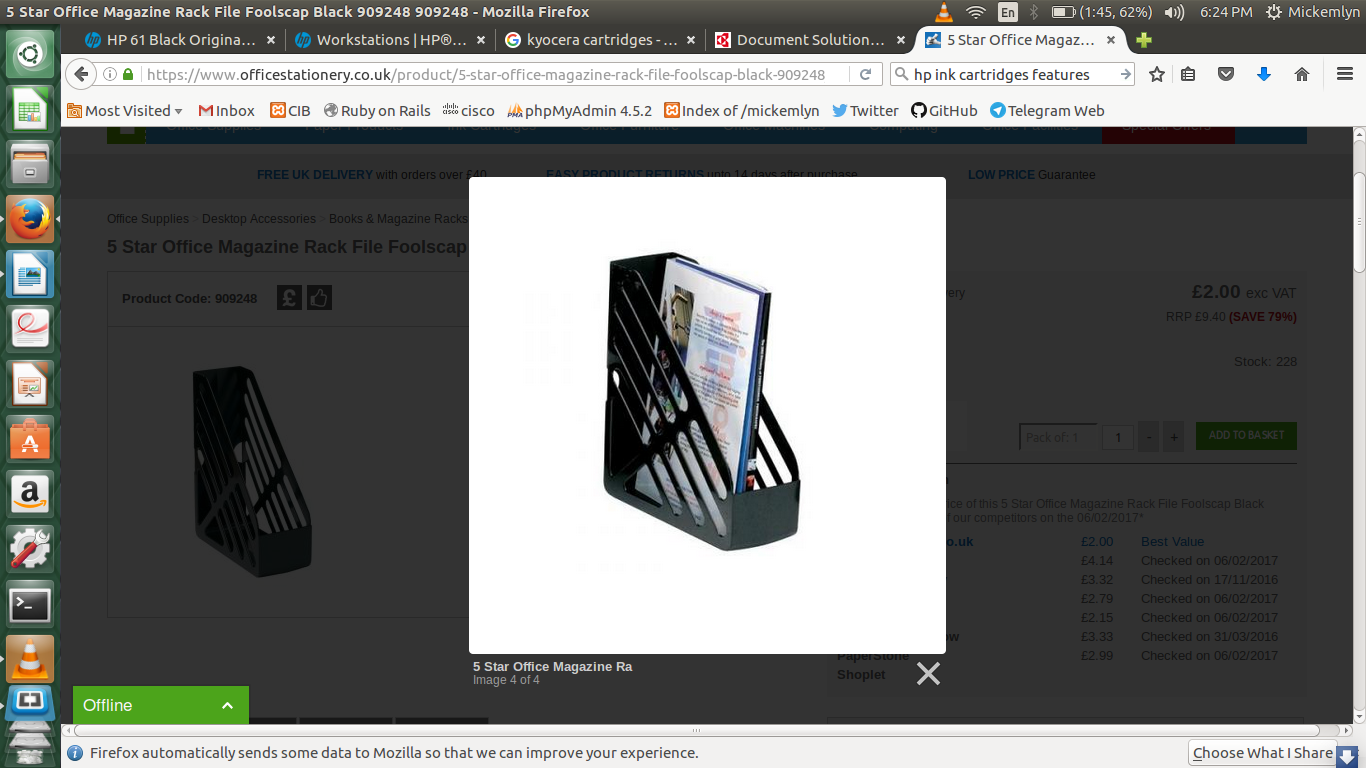 5 Star Office Magazine Rack File Foolscap Black 909248 909248 - Mozilla Firefox
En
(1:45, 62%)
6:24 PM
Mickemlyn
HP 61 Black Origina...
Workstations | HP®...
kyocera cartridges - ...
Document Solution...
5 Star Office Magaz...
https://www.officestationery.co.uk/product/5-star-office-magazine-rack-file-foolscap-black-909248
hp ink cartridges features
Most Visited
Inbox
CIB
Ruby on Rails
cisco
phpMyAdmin 4.5.2
Index of /mickemlyn
Twitter
GitHub
Telegram Web
FREE UK DELIVERY with orders over £40
EASY PRODUCT RETURNS upto 14 days after purchase
LOW PRICE Guarantee
Office Supplies > Desktop Accessories > Books & Magazine Racks
5 Star Office Magazine Rack File Foolscap
Product Code: 909248
£2.00 exc VAT
RRP £9.40 (SAVE 79%)
Stock: 228
Pack of: 1
1
-
+
ADD TO BASKET
ice of this 5 Star Office Magazine Rack File Foolscap Black
f our competitors on the 06/02/2017*
o.uk £2.00 Best Value
£4.14 Checked on 06/02/2017
£3.32 Checked on 17/11/2016
£2.79 Checked on 06/02/2017
£2.15 Checked on 06/02/2017
ow £3.33 Checked on 31/03/2016
PaperStone £2.99 Checked on 06/02/2017
Shoplet
5 Star Office Magazine Ra
Image 4 of 4
Offline
Firefox automatically sends some data to Mozilla so that we can improve your experience.
Choose What I Share